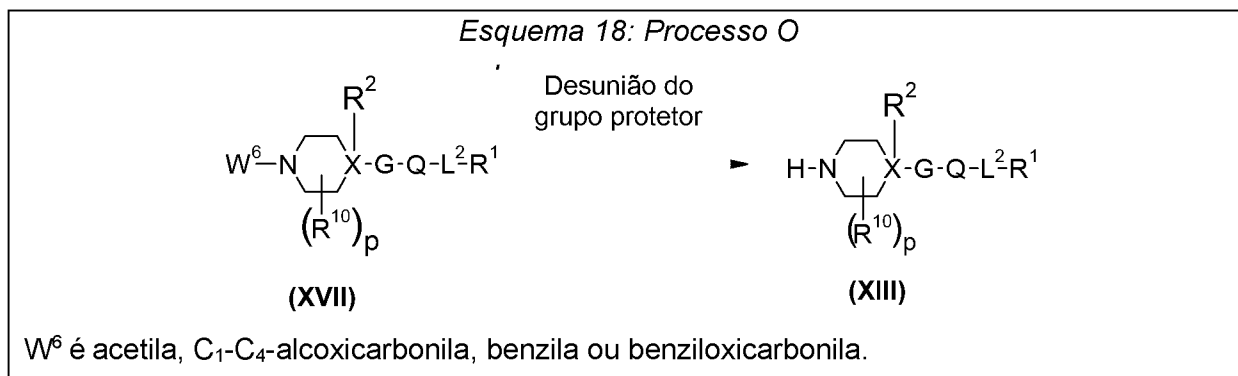 Esquema 18: Processo O
Desunião do
grupo protetor
R²
W⁶-N X-G-Q-L²-R¹
(R¹⁰)p
(XVII)
R²
H-N X-G-Q-L²-R¹
(R¹⁰)p
(XIII)
W⁶ é acetila, C₁-C₄-alcoxicarbonila, benzila ou benziloxicarbonila.